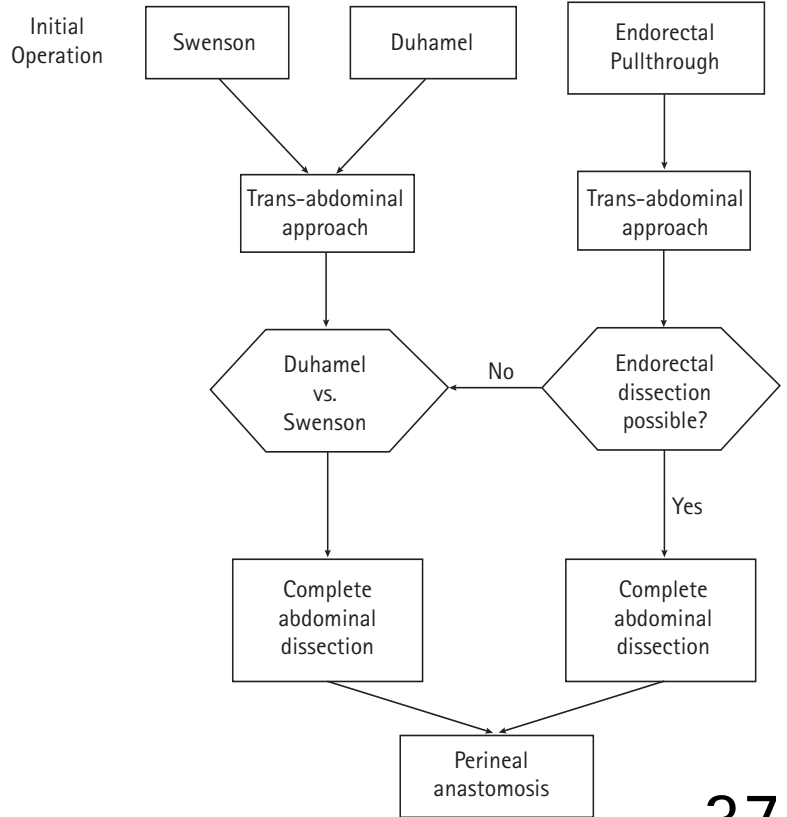 Initial
Operation
Swenson
Duhamel
Endorectal
Pullthrough
Trans-abdominal
approach
Trans-abdominal
approach
Duhamel
vs.
Swenson
No
Endorectal
dissection
possible?
Yes
Complete
abdominal
dissection
Complete
abdominal
dissection
Perineal
anastomosis